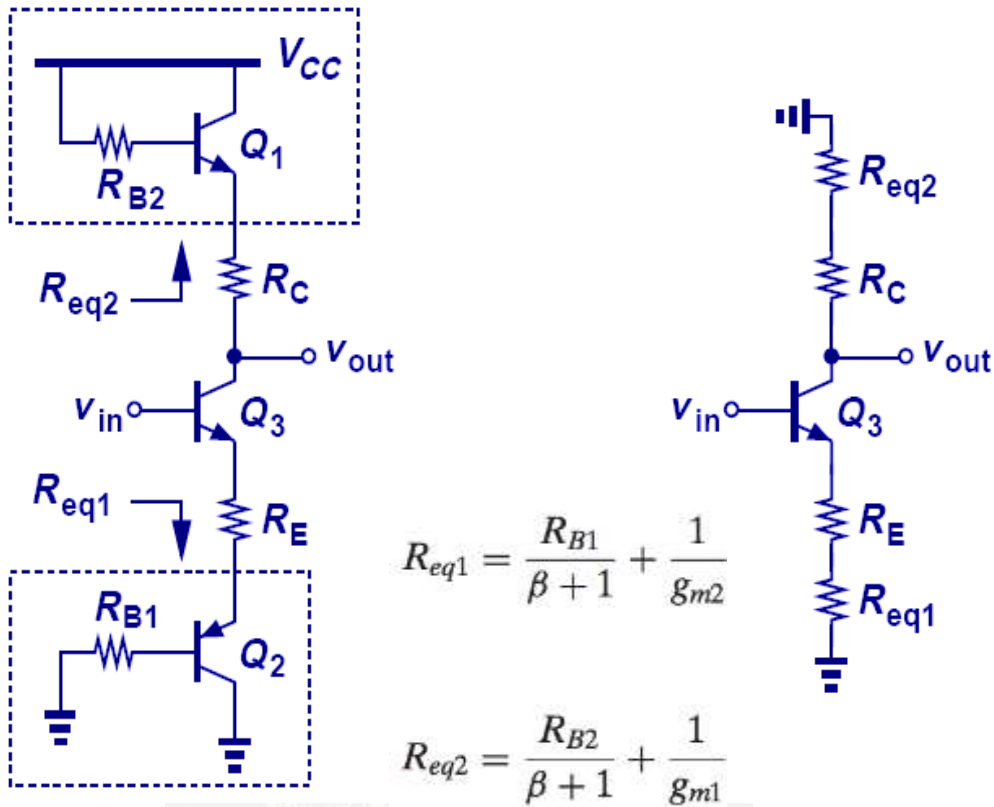 V_CC
Q_1
R_B2
R_eq2
R_C
v_out
v_in
Q_3
R_eq1
R_E
R_B1
Q_2
R_eq1 = R_B1 / (β + 1) + 1 / g_m2
R_eq2 = R_B2 / (β + 1) + 1 / g_m1
R_eq2
R_C
v_out
v_in
Q_3
R_E
R_eq1